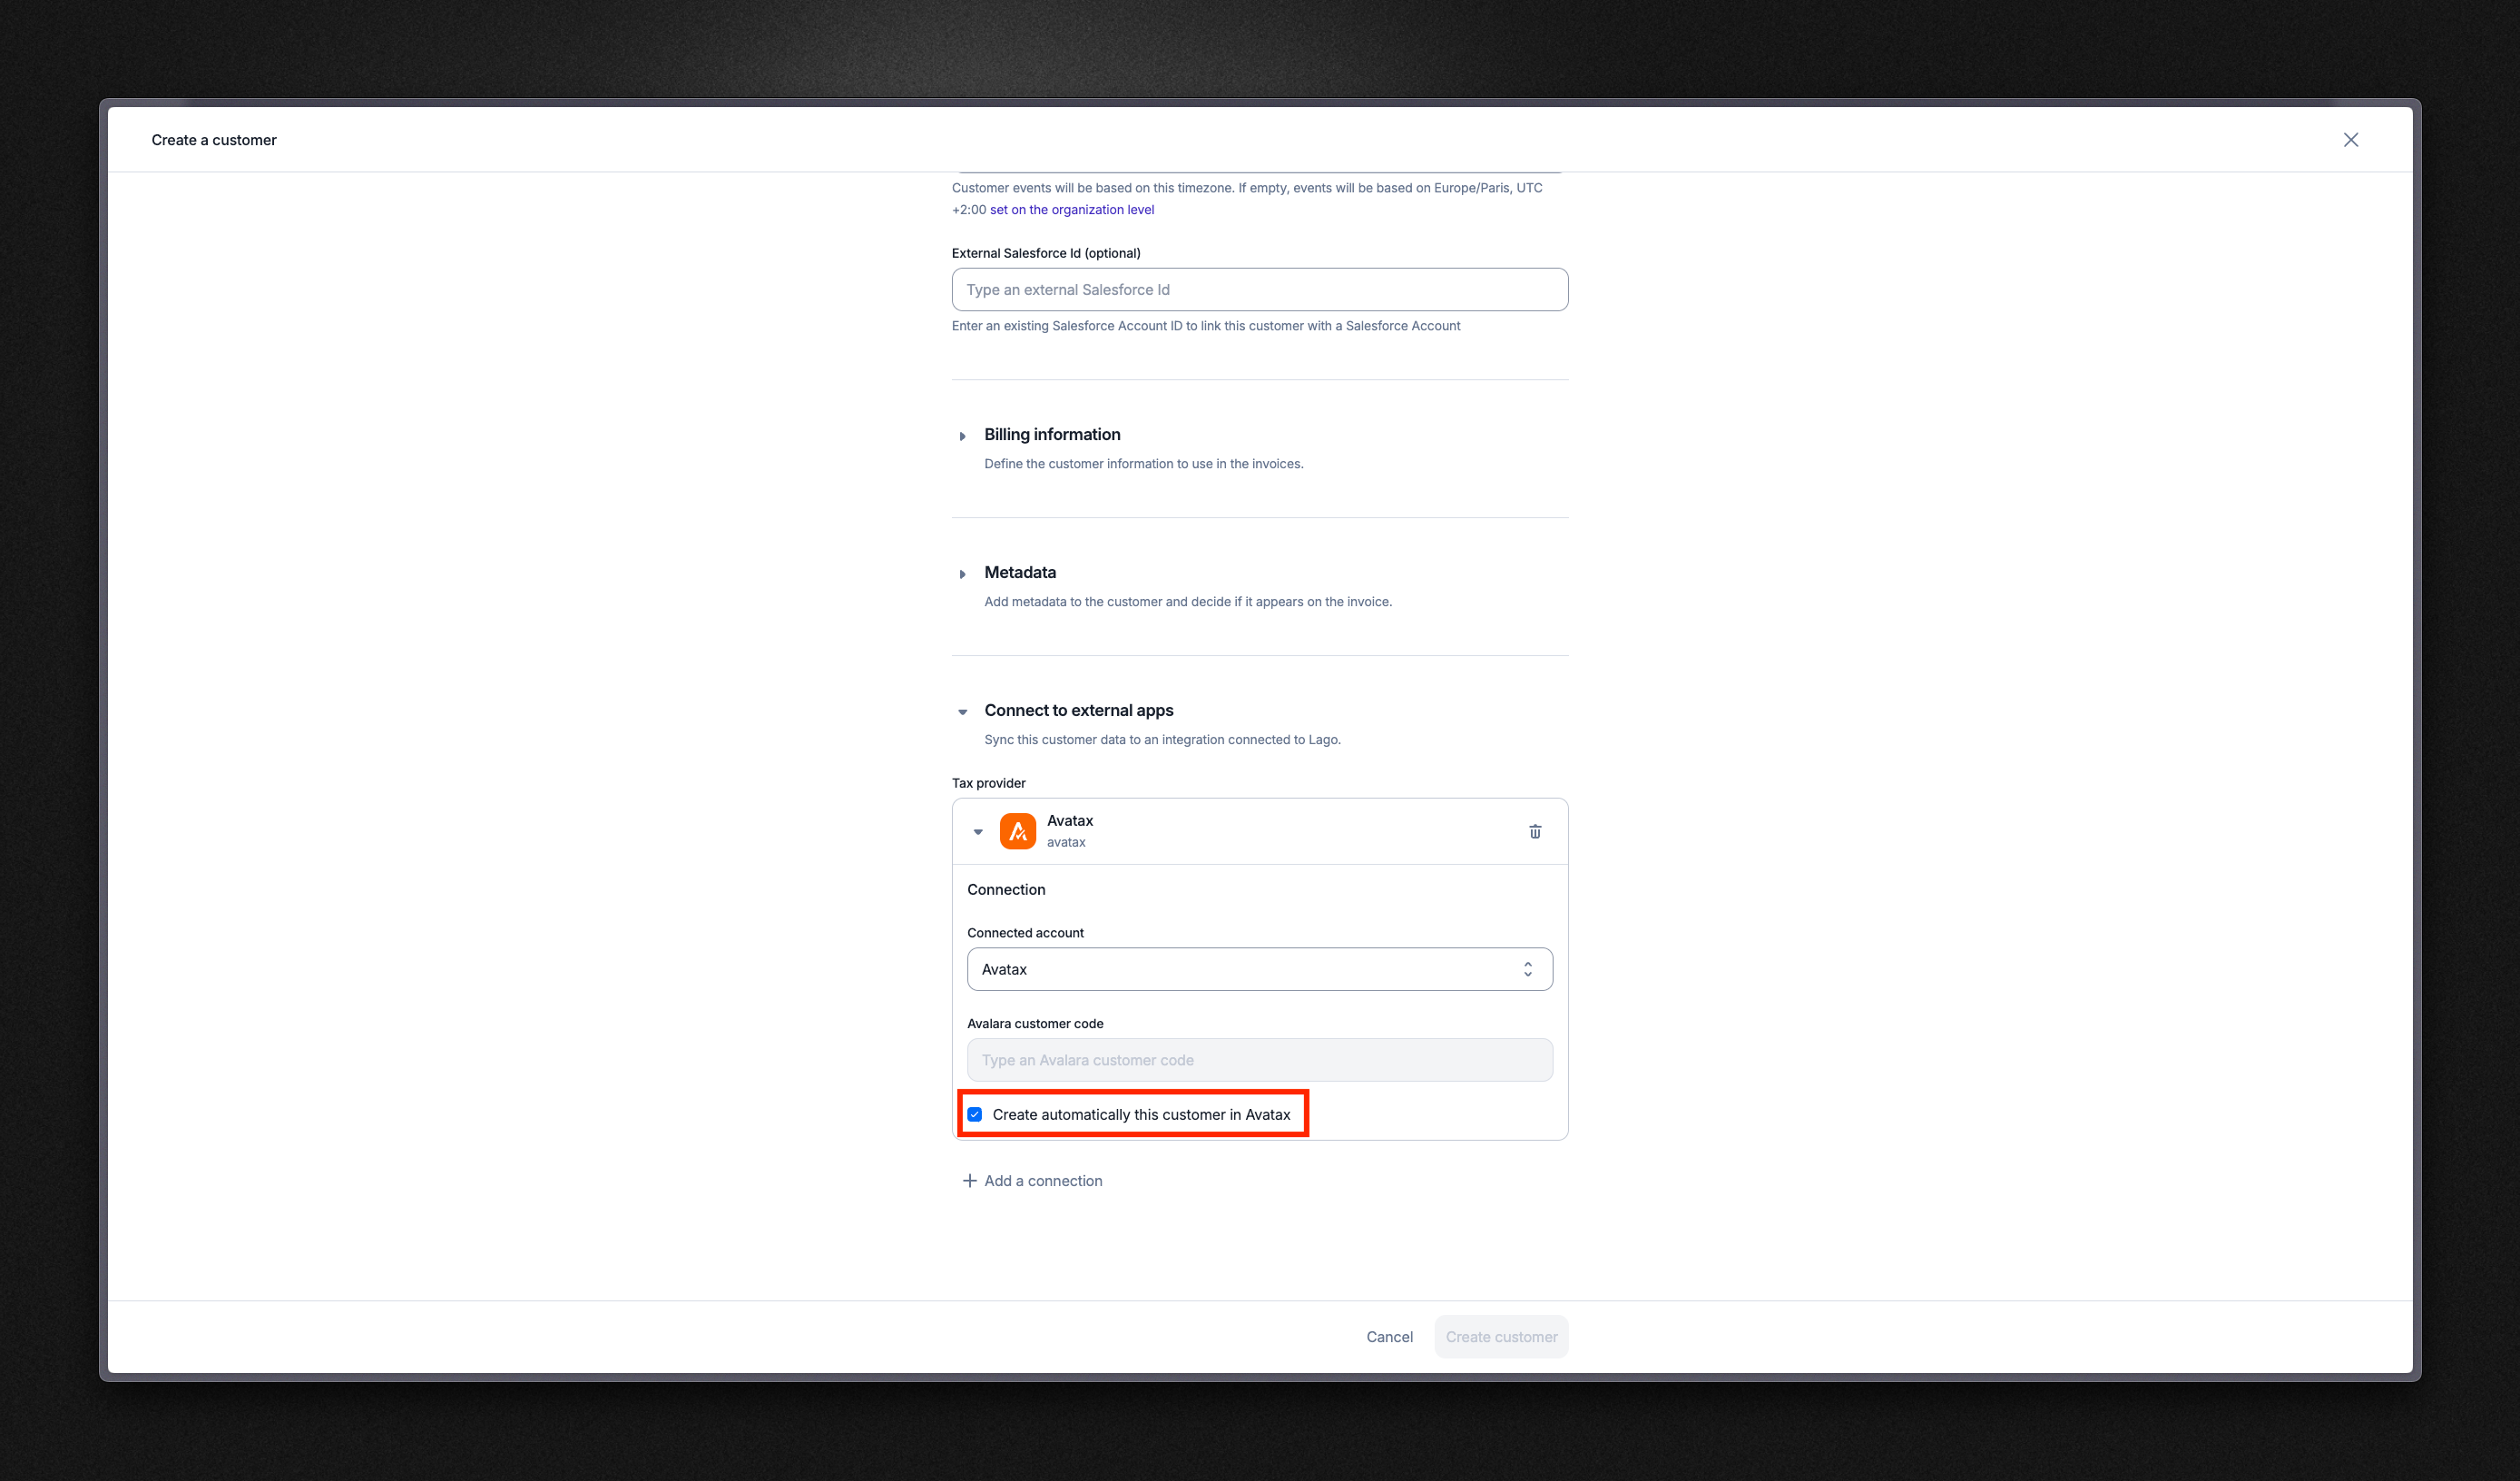 Create a customer
Customer events will be based on this timezone. If empty, events will be based on Europe/Paris, UTC
+2:00 set on the organization level
External Salesforce Id (optional)
Type an external Salesforce Id
Enter an existing Salesforce Account ID to link this customer with a Salesforce Account
Billing information
Define the customer information to use in the invoices.
Metadata
Add metadata to the customer and decide if it appears on the invoice.
Connect to external apps
Sync this customer data to an integration connected to Lago.
Tax provider
Avatax
avatax
Connection
Connected account
Avatax
Avalara customer code
Type an Avalara customer code
Create automatically this customer in Avatax
Add a connection
Cancel
Create customer